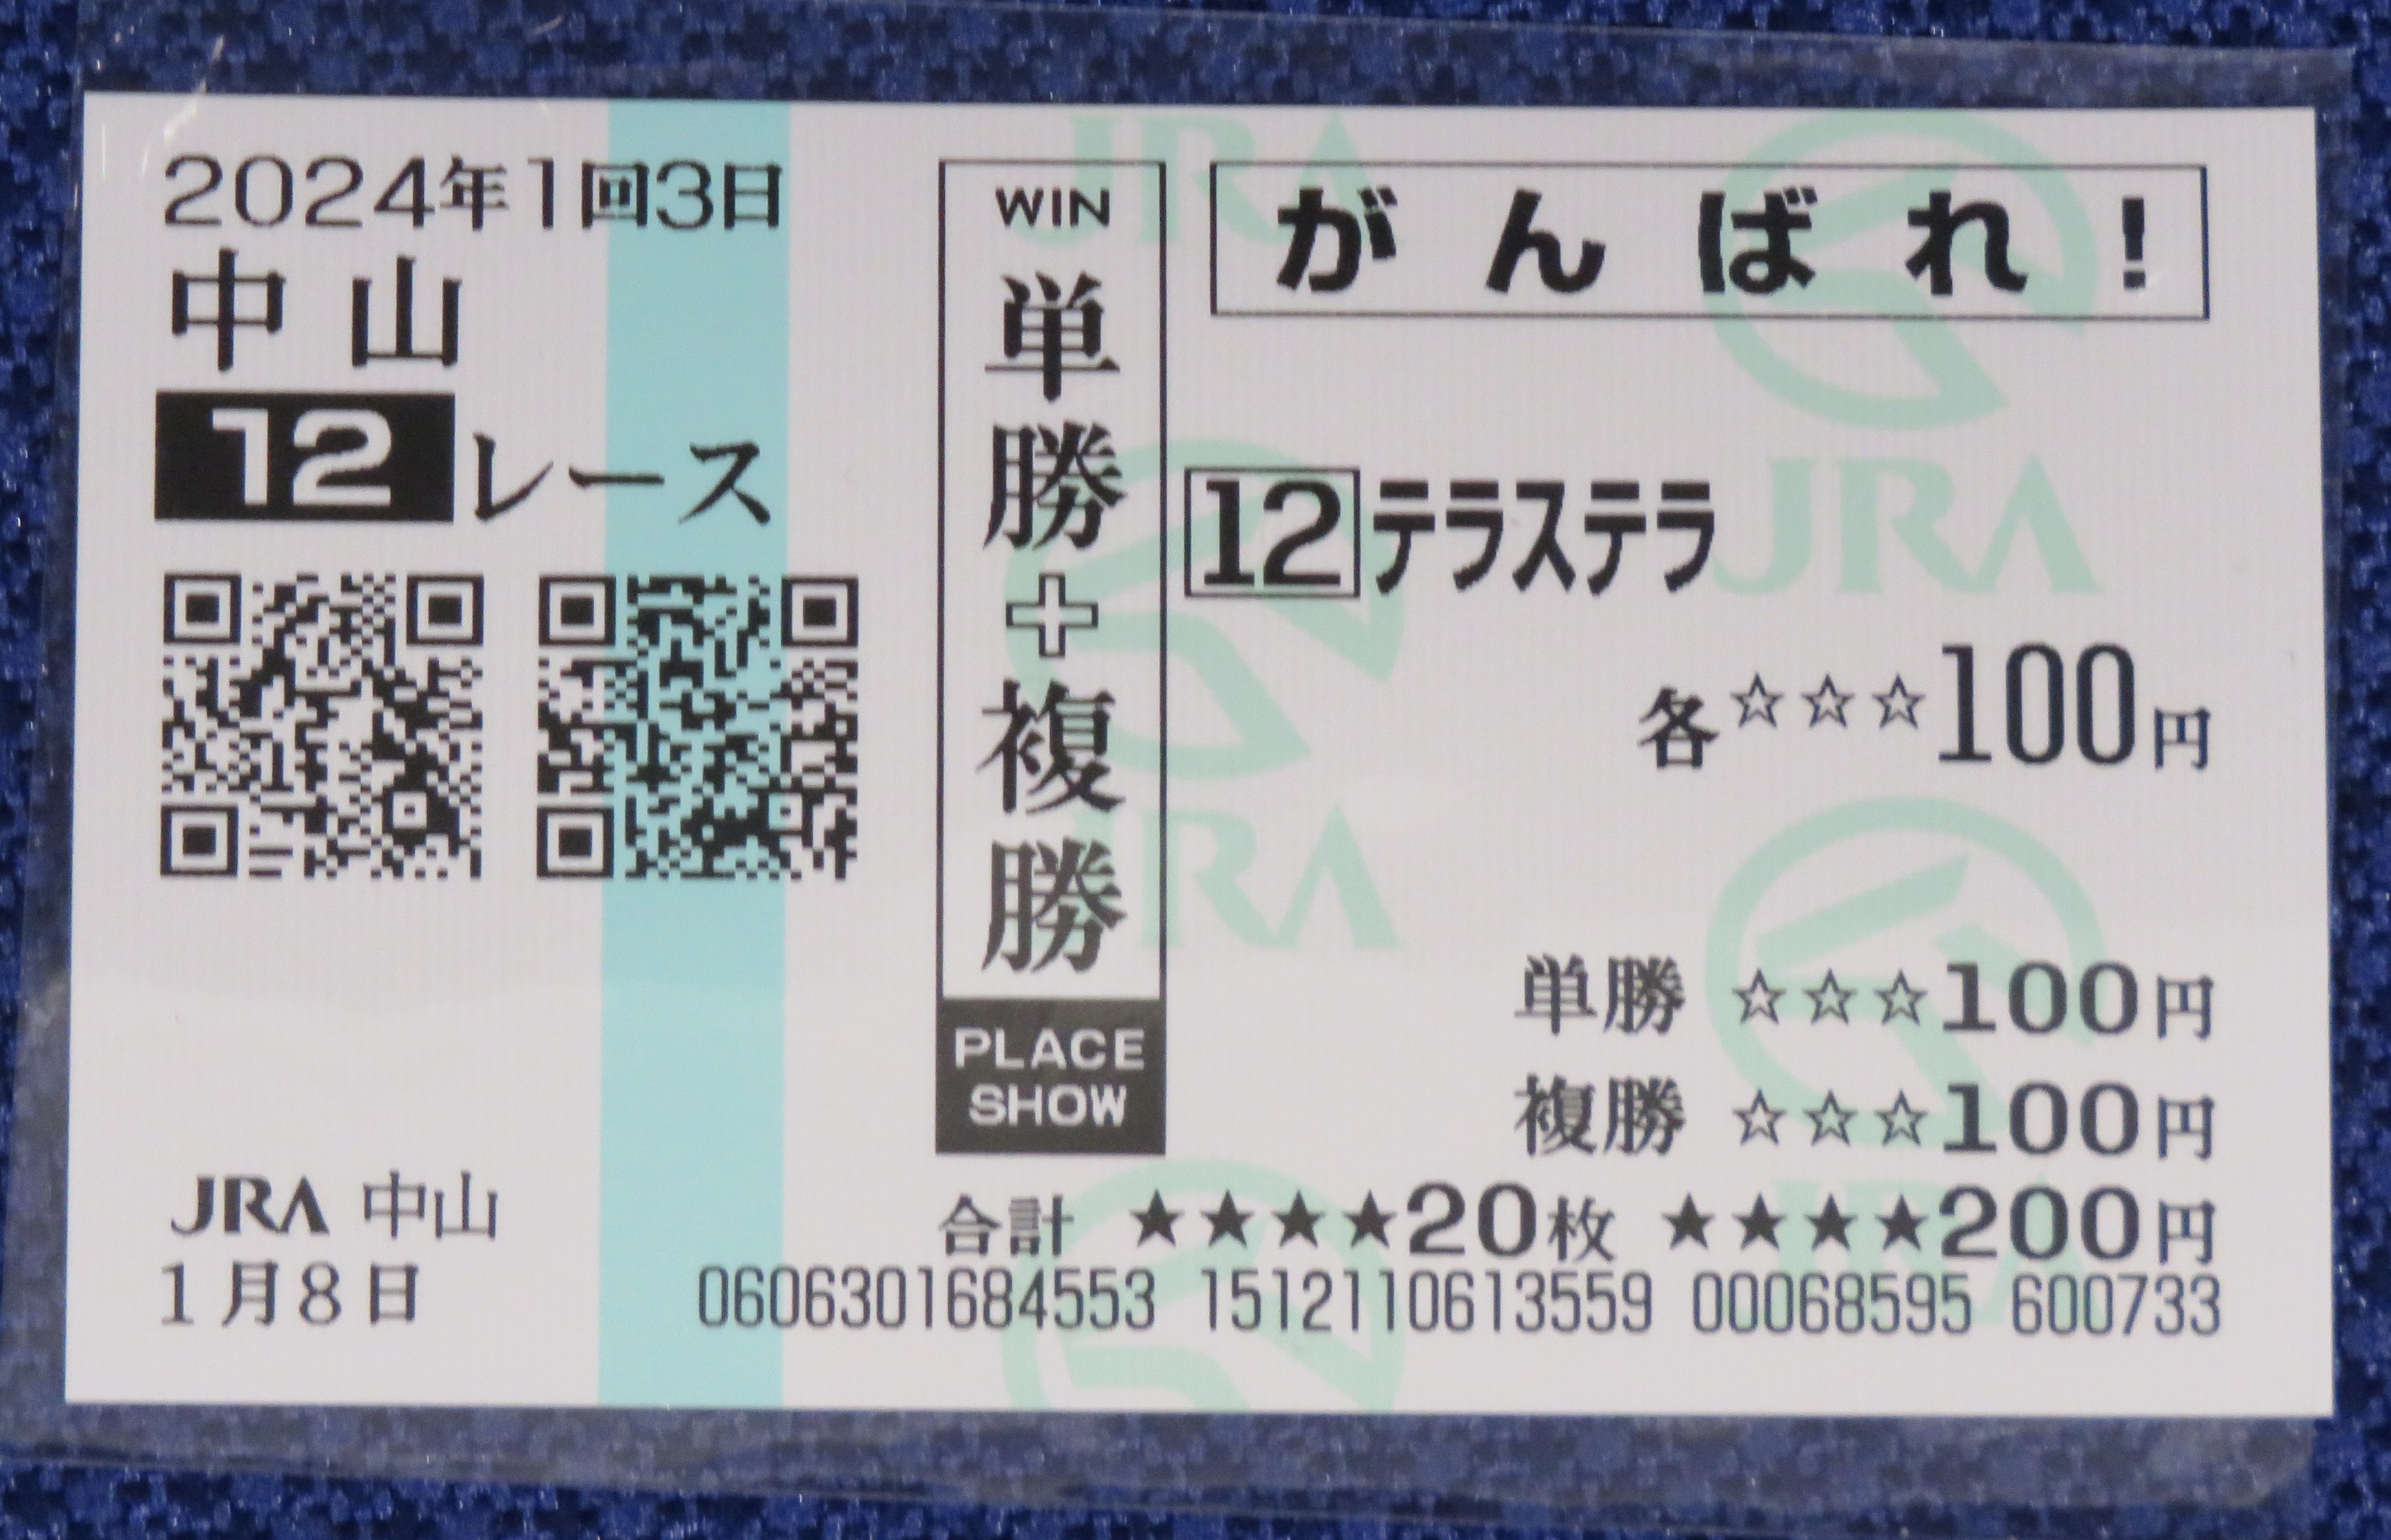 2024年1回3日
中山
12レース
WIN
単勝+複勝
PLACE
SHOW
がんばれ!
12テラステラ
各☆☆☆100円
単勝 ☆☆☆100円
複勝 ☆☆☆100円
合計 ★★★★20枚 ★★★★200円
JRA 中山
1月8日
0606301684553 1512110613559 00068595 600733
JRA
JRA
JRA